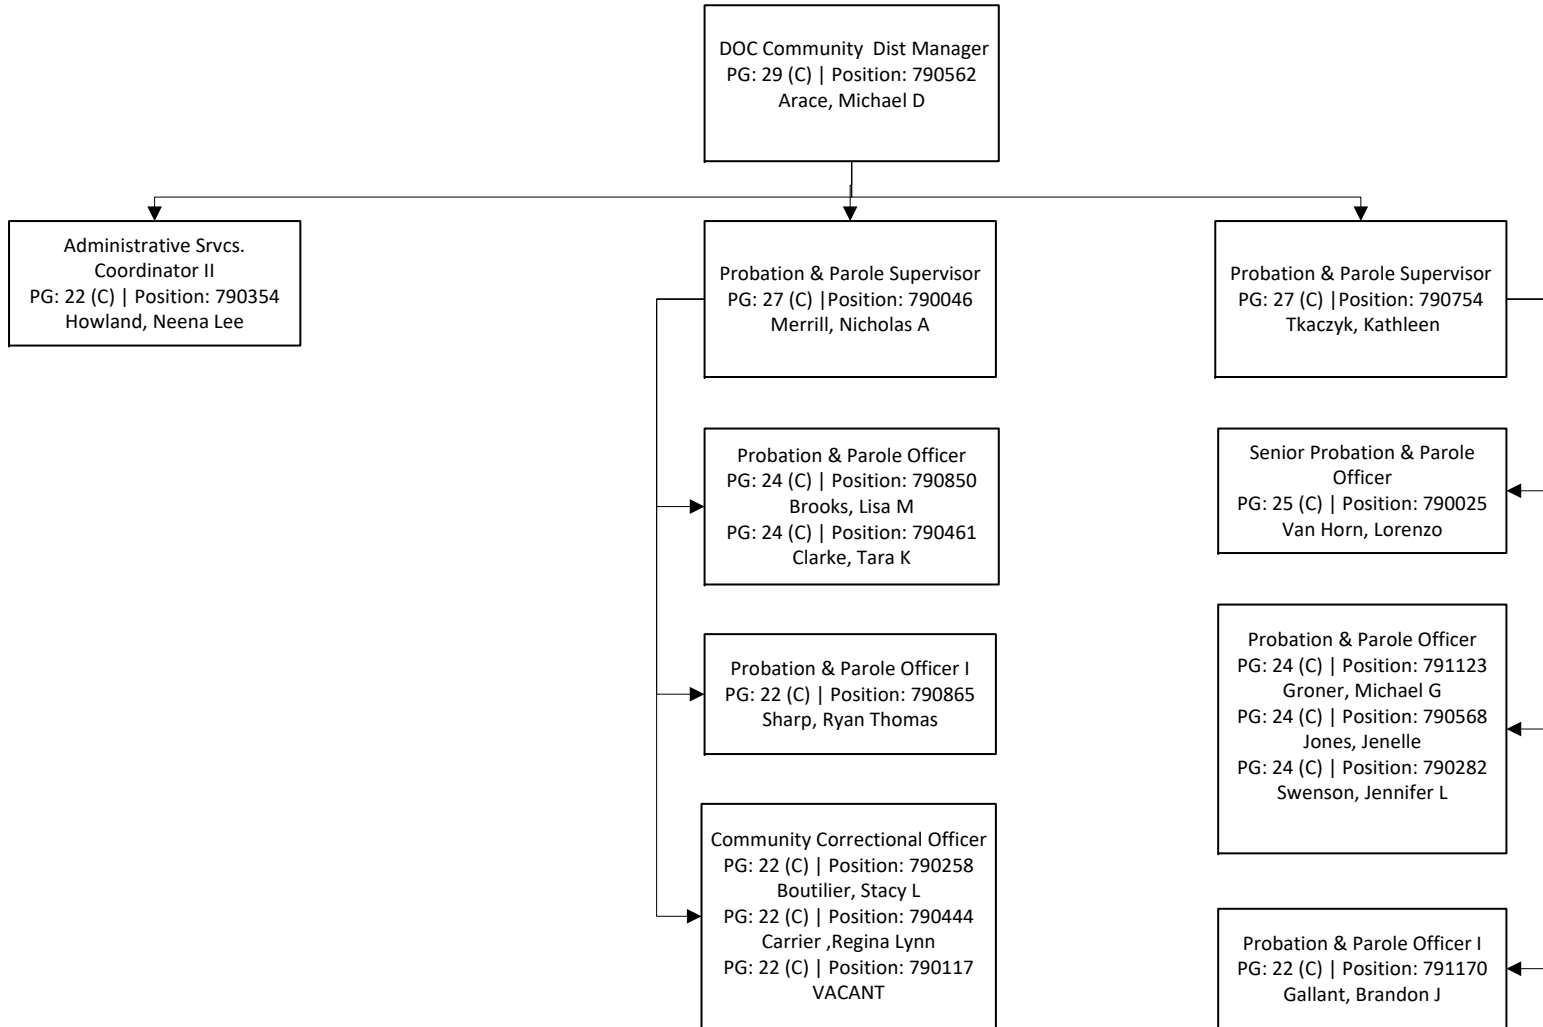 DOC Community  Dist Manager
PG: 29 (C) | Position: 790562
Arace, Michael D
Administrative Srvcs.
Coordinator II
PG: 22 (C) | Position: 790354
Howland, Neena Lee
Probation & Parole Supervisor
PG: 27 (C) |Position: 790046
Merrill, Nicholas A
Probation & Parole Officer
PG: 24 (C) | Position: 790850
Brooks, Lisa M
PG: 24 (C) | Position: 790461
Clarke, Tara K
Probation & Parole Officer I
PG: 22 (C) | Position: 790865
Sharp, Ryan Thomas
Community Correctional Officer
PG: 22 (C) | Position: 790258
Boutilier, Stacy L
PG: 22 (C) | Position: 790444
Carrier ,Regina Lynn
PG: 22 (C) | Position: 790117
VACANT
Probation & Parole Supervisor
PG: 27 (C) |Position: 790754
Tkaczyk, Kathleen
Senior Probation & Parole
Officer
PG: 25 (C) | Position: 790025
Van Horn, Lorenzo
Probation & Parole Officer
PG: 24 (C) | Position: 791123
Groner, Michael G
PG: 24 (C) | Position: 790568
Jones, Jenelle
PG: 24 (C) | Position: 790282
Swenson, Jennifer L
Probation & Parole Officer I
PG: 22 (C) | Position: 791170
Gallant, Brandon J